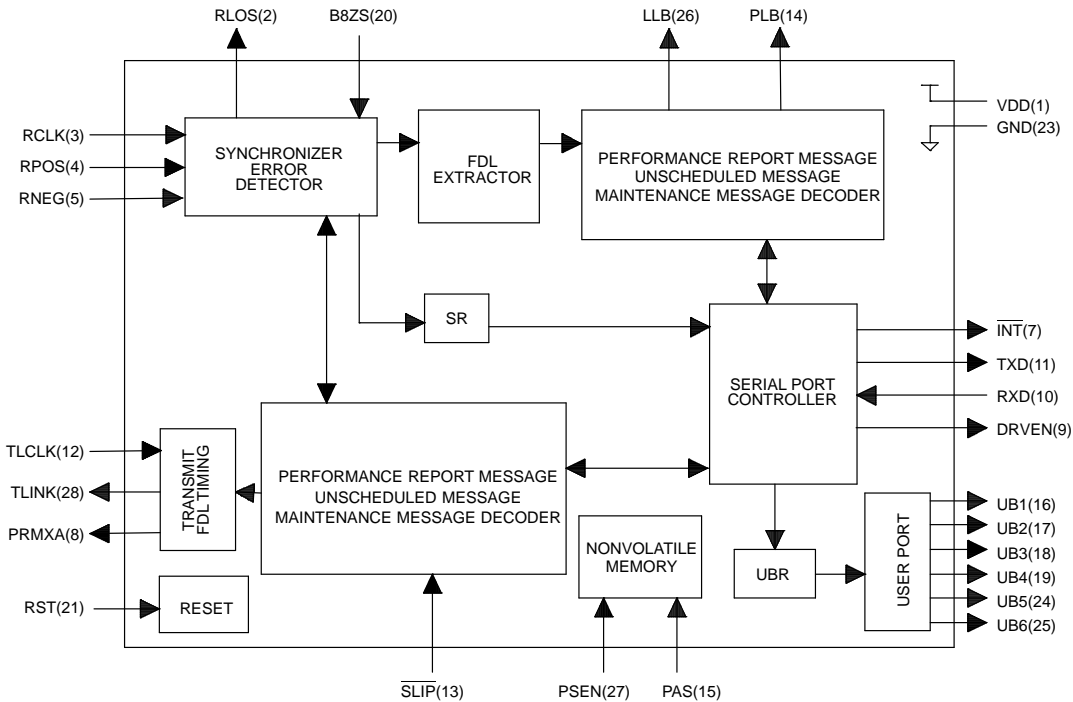 RLOS(2)
B8ZS(20)
LLB(26)
PLB(14)
VDD(1)
GND(23)
RCLK(3)
RPOS(4)
RNEG(5)
SYNCHRONIZER
ERROR
DETECTOR
FDL
EXTRACTOR
PERFORMANCE REPORT MESSAGE
UNSCHEDULED MESSAGE
MAINTENANCE MESSAGE DECODER
SR
SERIAL PORT
CONTROLLER
INT(7)
TXD(11)
RXD(10)
DRVEN(9)
TLCLK(12)
TLINK(28)
PRMXA(8)
TRANSMIT
FDL TIMING
PERFORMANCE REPORT MESSAGE
UNSCHEDULED MESSAGE
MAINTENANCE MESSAGE DECODER
NONVOLATILE
MEMORY
UBR
USER PORT
UB1(16)
UB2(17)
UB3(18)
UB4(19)
UB5(24)
UB6(25)
RST(21)
RESET
SLIP(13)
PSEN(27)
PAS(15)